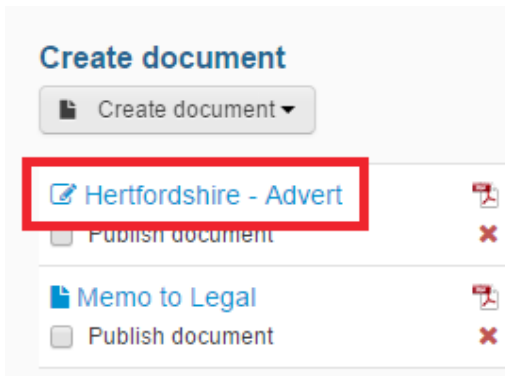 Create document
Create document
Hertfordshire - Advert
Publish document
Memo to Legal
Publish document